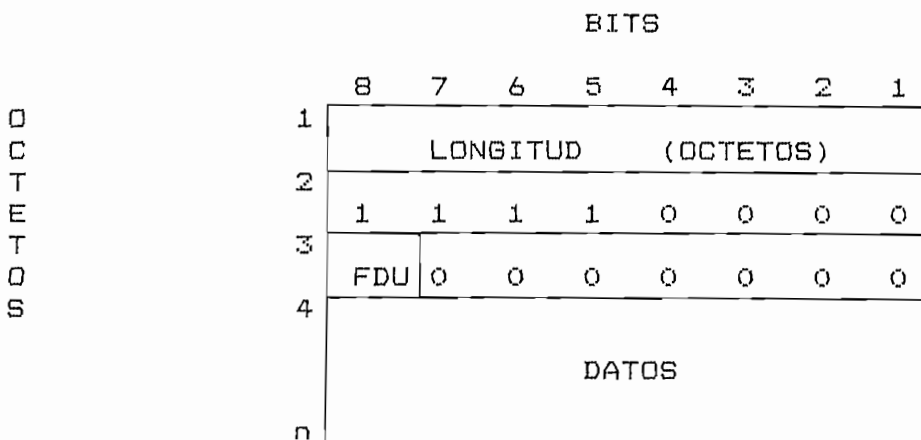 BITS
8 7 6 5 4 3 2 1
OCTETOS
1
LONGITUD (OCTETOS)
2
1 1 1 1 0 0 0 0
3
FDU 0 0 0 0 0 0 0
4
DATOS
n